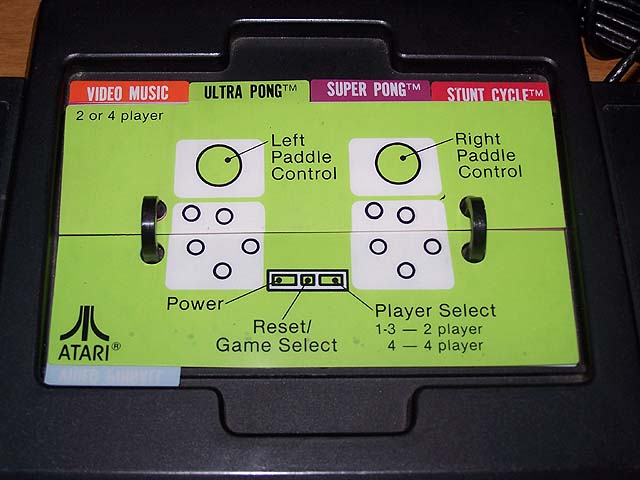 VIDEO MUSIC
ULTRA PONG™
SUPER PONG™
STUNT CYCLE™
2 or 4 player
Left
Paddle
Control
Right
Paddle
Control
Power
Reset/
Game Select
Player Select
1-3 — 2 player
4 — 4 player
ATARI®